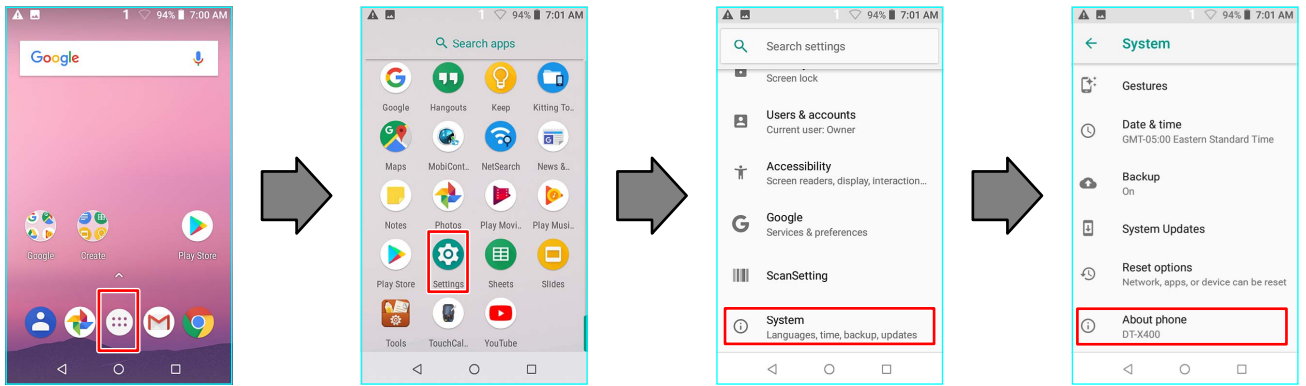 1 94% 7:00 AM
Google
Google Create Play Store
1 94% 7:01 AM
Search apps
Google Hangouts Keep Kitting To..
Maps MobiCont.. NetSearch News &..
Notes Photos Play Movi.. Play Musi..
Play Store Settings Sheets Slides
Tools TouchCal.. YouTube
1 94% 7:01 AM
Search settings
Screen lock
Users & accounts
Current user: Owner
Accessibility
Screen readers, display, interaction...
Google
Services & preferences
ScanSetting
System
Languages, time, backup, updates
1 94% 7:01 AM
System
Gestures
Date & time
GMT-05:00 Eastern Standard Time
Backup
On
System Updates
Reset options
Network, apps, or device can be reset
About phone
DT-X400